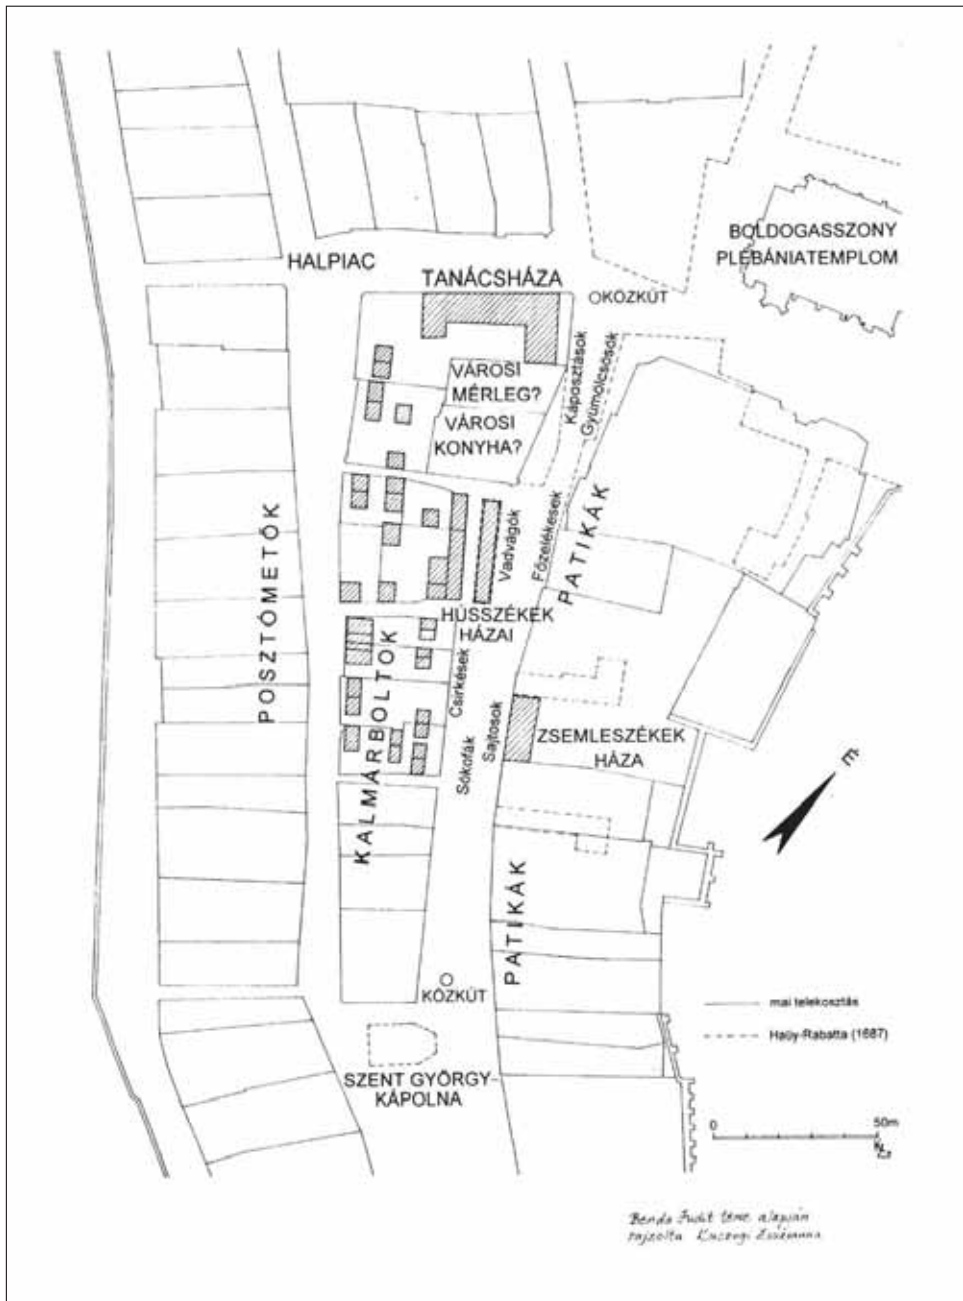 BOLDOGASSZONY
PLEBÁNIATEMPLOM
HALPIAC
TANÁCSHÁZA
KÖZKÚT
Káposztások
Gyümölcsösök
VÁROSI
MÉRLEG?
VÁROSI
KONYHA?
POSZTÓMETŐK
Vadvágók
Főzelékesek
PATIKÁK
HÚSSZÉKEK
HÁZAI
KALMÁRBOLTOK
Csirkések
Sókofák
Sajtosok
ZSEMLESZÉKEK
HÁZA
É
PATIKÁK
KÖZKÚT
mai telekosztás
Haüy-Rabatta (1687)
SZENT GYÖRGY-
KÁPOLNA
0 50m
Benda Judit terve alapján
rajzolta Kuczogi Zsuzsanna